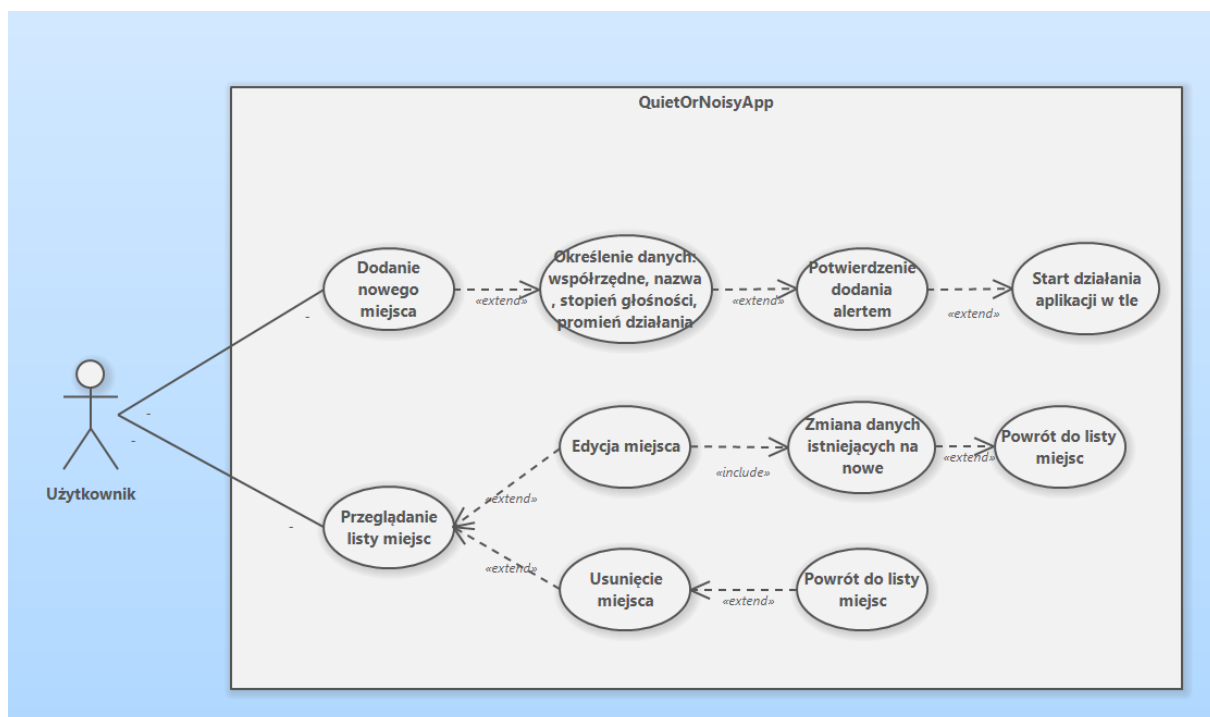 QuietOrNoisyApp
Dodanie
nowego
miejsca
«extend»
Określenie danych:
współrzędne, nazwa
, stopień głośności,
promień działania
«extend»
Potwierdzenie
dodania
alertem
«extend»
Start działania
aplikacji w tle
-
-
-
-
Użytkownik
Edycja miejsca
«include»
Zmiana danych
istniejących na
nowe
«extend»
Powrót do listy
miejsc
«extend»
Przeglądanie
listy miejsc
«extend»
Usunięcie
miejsca
«extend»
Powrót do listy
miejsc